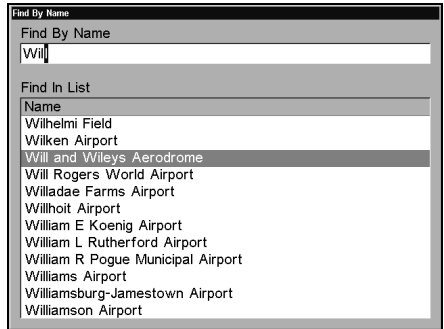 Find By Name
Find By Name
Will
Find In List
Name
Wilhelmi Field
Wilken Airport
Will and Wileys Aerodrome
Will Rogers World Airport
Willadae Farms Airport
Willhoit Airport
William E Koenig Airport
William L Rutherford Airport
William R Pogue Municipal Airport
Williams Airport
Williamsburg-Jamestown Airport
Williamson Airport